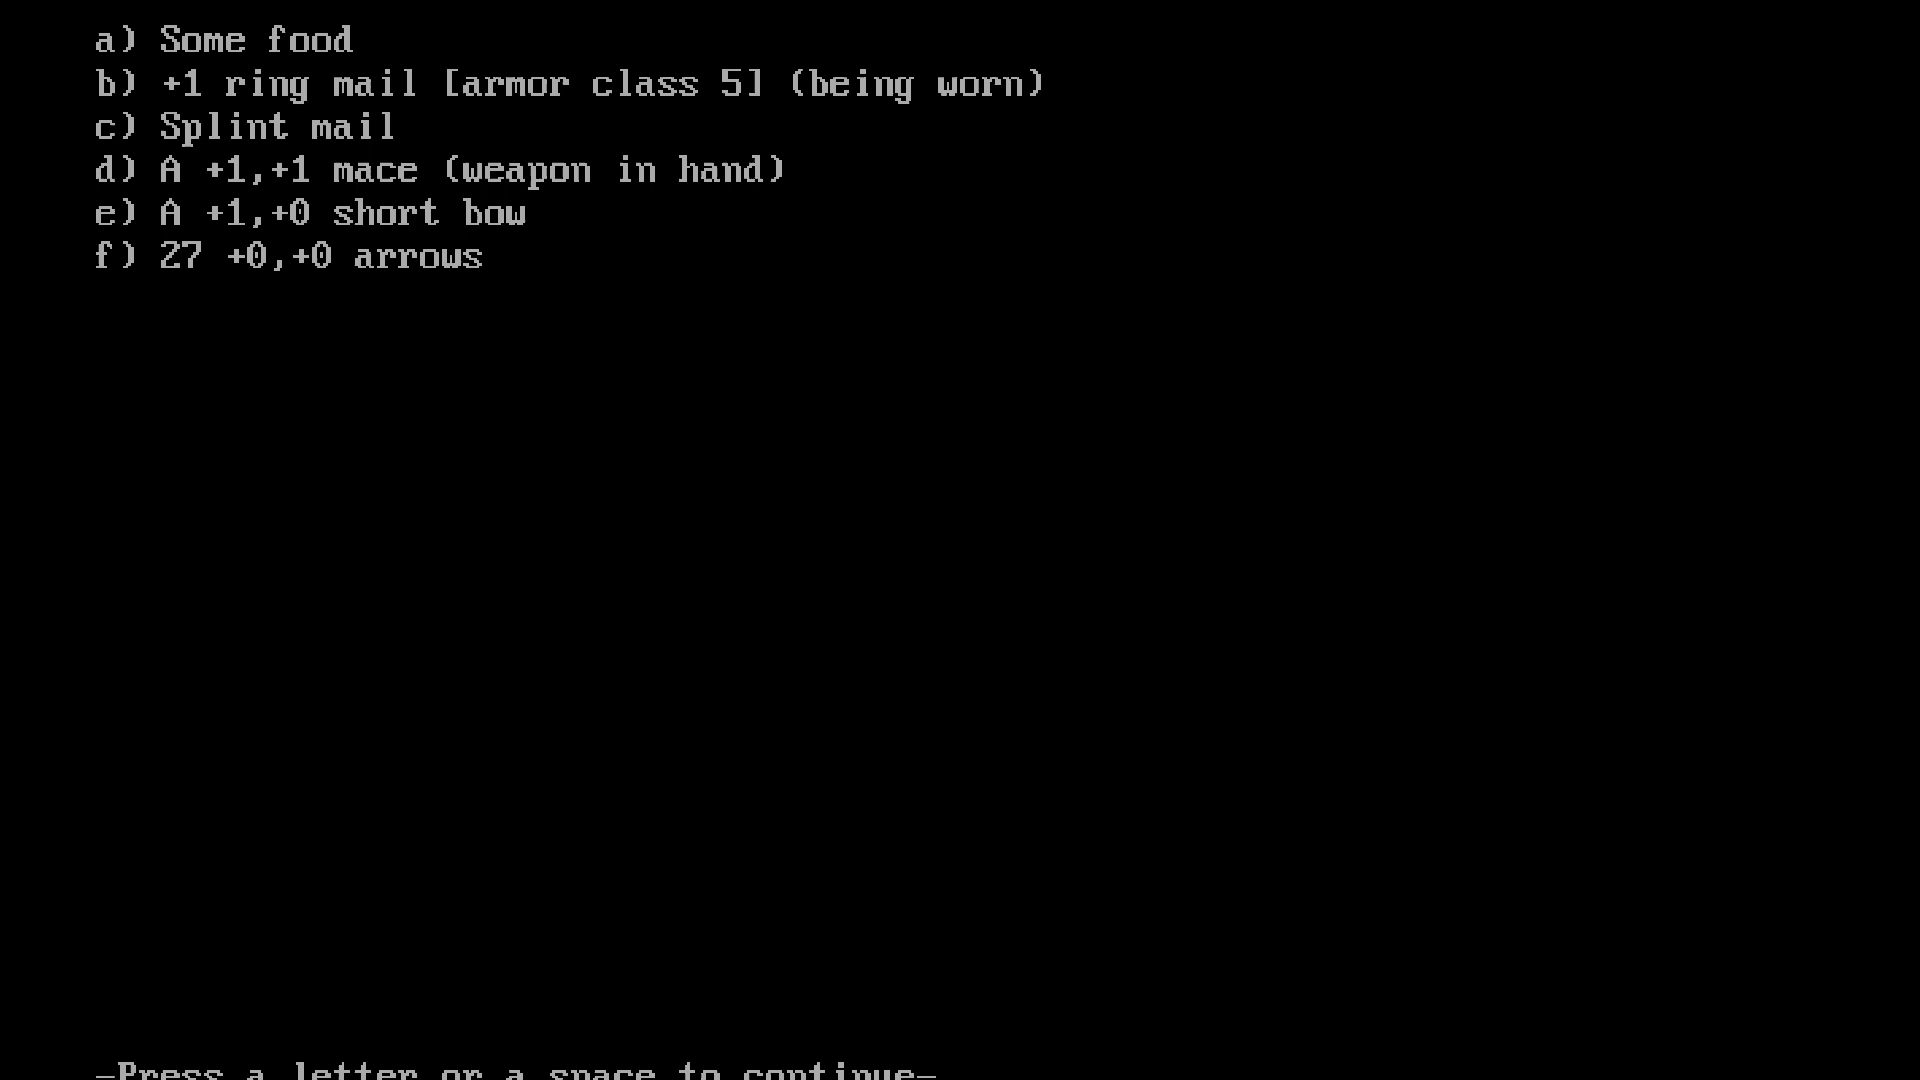 a) Some food
b) +1 ring mail [armor class 5] (being worn)
c) Splint mail
d) A +1,+1 mace (weapon in hand)
e) A +1,+0 short bow
f) 27 +0,+0 arrows
-Press a letter or a space to continue-